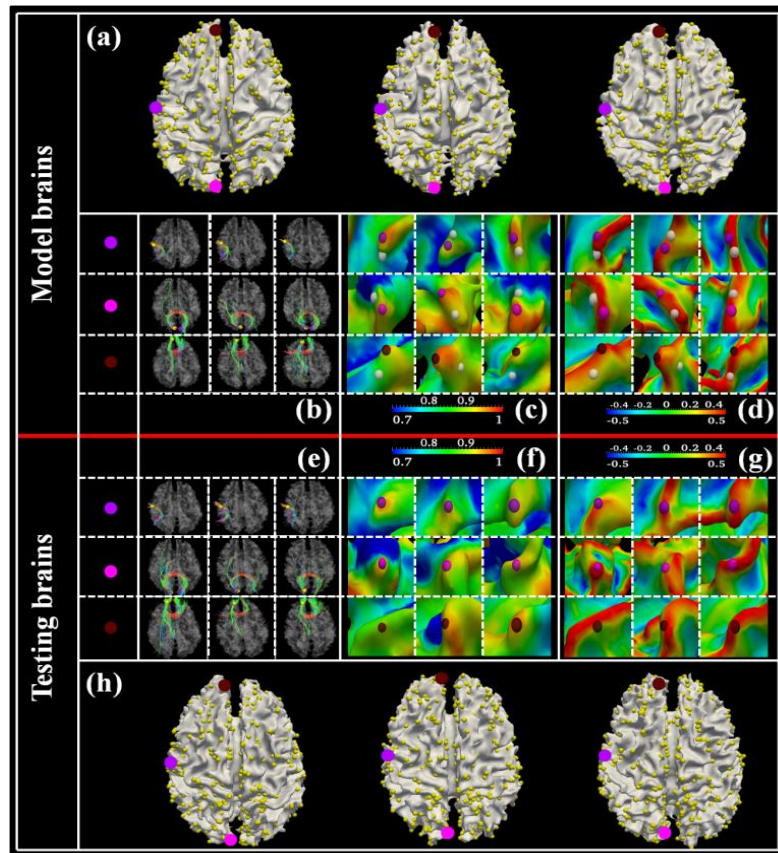 Model brains
(a)
(b)
(c)
(d)
0.8 0.9
0.7 1
-0.4 -0.2 0 0.2 0.4
-0.5 0.5
Testing brains
(e)
(f)
(g)
0.8 0.9
0.7 1
-0.4 -0.2 0 0.2 0.4
-0.5 0.5
(h)